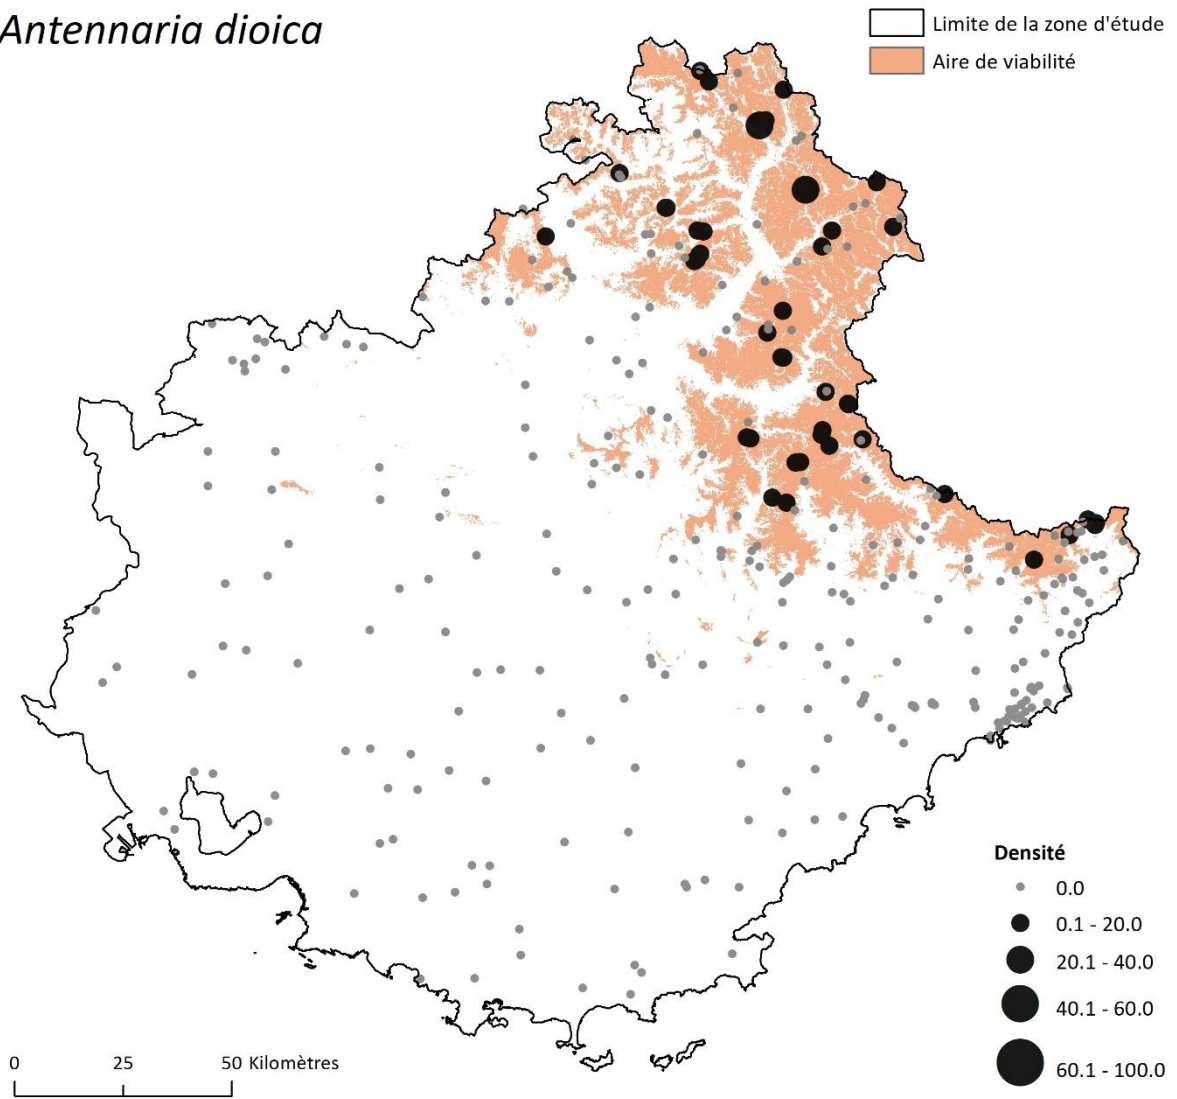 Antennaria dioica
Limite de la zone d'étude
Aire de viabilité
Densité
0.0
0.1 - 20.0
20.1 - 40.0
40.1 - 60.0
60.1 - 100.0
0 25 50 Kilomètres